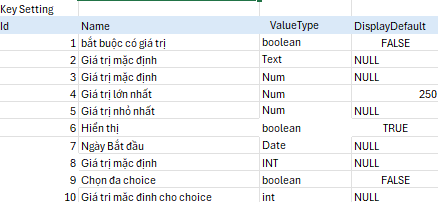 Key Setting
Id Name ValueType DisplayDefault
1 bắt buộc có giá trị boolean FALSE
2 Giá trị mặc định Text NULL
3 Giá trị mặc định Num NULL
4 Giá trị lớn nhất Num 250
5 Giá trị nhỏ nhất Num NULL
6 Hiển thị boolean TRUE
7 Ngày Bắt đầu Date NULL
8 Giá trị mặc định INT NULL
9 Chọn đa choice boolean FALSE
10 Giá trị mặc định cho choice int NULL